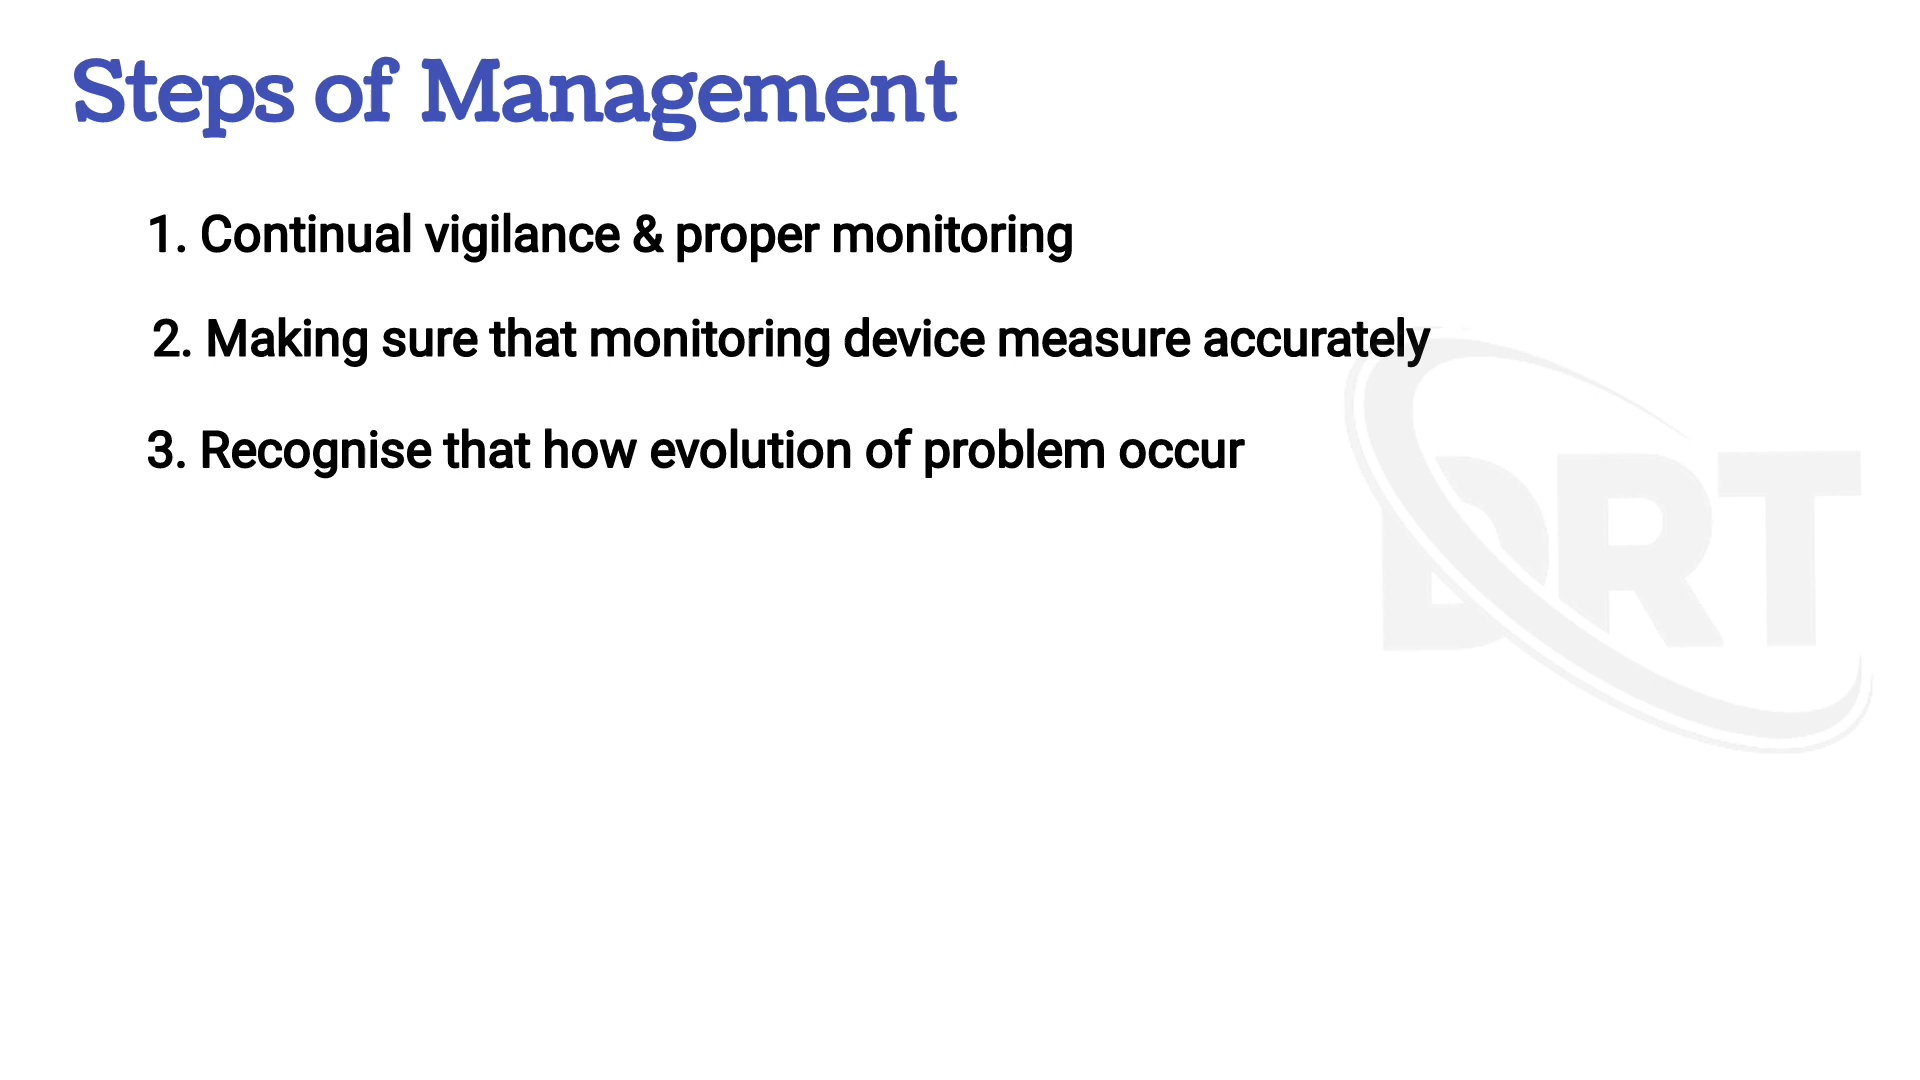 Steps of Management
1. Continual vigilance & proper monitoring
2. Making sure that monitoring device measure accurately
3. Recognise that how evolution of problem occur
DRT